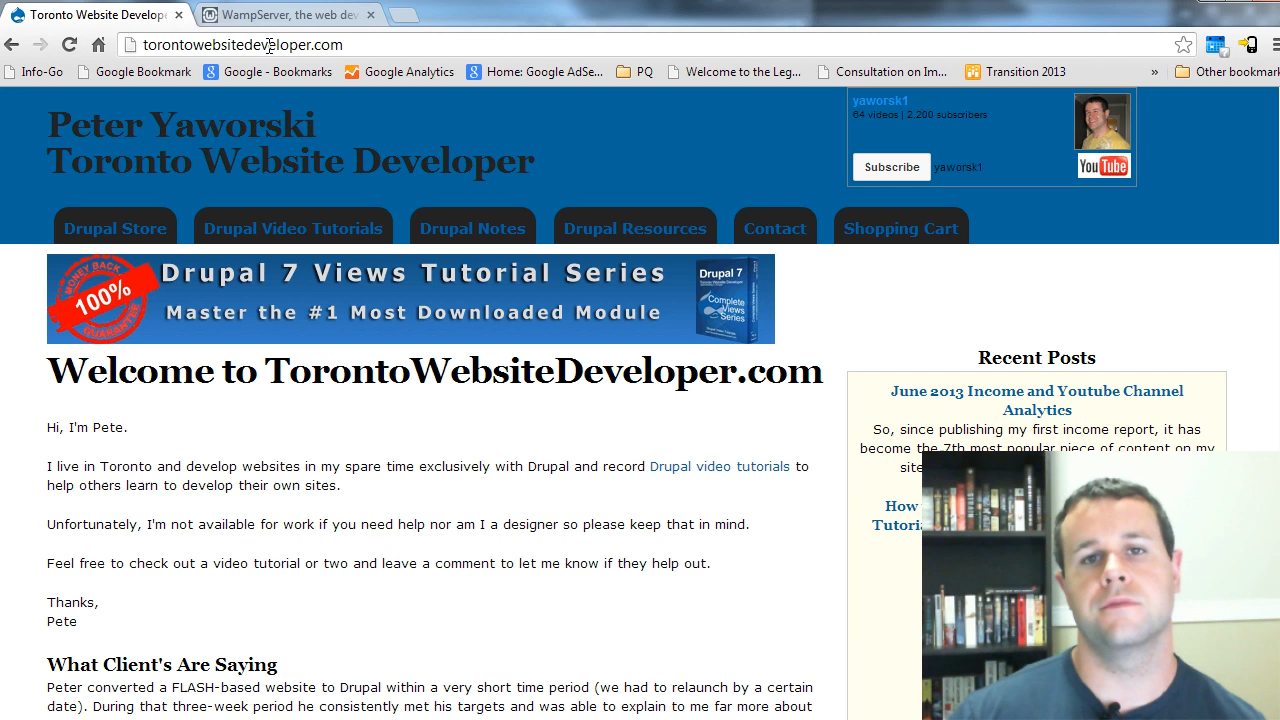 Toronto Website Develope
WampServer, the web dev
torontowebsitedeveloper.com
Info-Go
Google Bookmark
Google - Bookmarks
Google Analytics
Home: Google AdSe...
PQ
Welcome to the Leg...
Consultation on Im...
Transition 2013
»
Other bookmark
Peter Yaworski
Toronto Website Developer
yaworsk1
64 videos | 2,200 subscribers
Subscribe
yaworsk1
You Tube
Drupal Store
Drupal Video Tutorials
Drupal Notes
Drupal Resources
Contact
Shopping Cart
MONEY BACK
100%
GUARANTEE
Drupal 7 Views Tutorial Series
Master the #1 Most Downloaded Module
Drupal 7
Complete
Views
Series
Welcome to TorontoWebsiteDeveloper.com
Hi, I'm Pete.
I live in Toronto and develop websites in my spare time exclusively with Drupal and record Drupal video tutorials to
help others learn to develop their own sites.
Unfortunately, I'm not available for work if you need help nor am I a designer so please keep that in mind.
Feel free to check out a video tutorial or two and leave a comment to let me know if they help out.
Thanks,
Pete
What Client's Are Saying
Peter converted a FLASH-based website to Drupal within a very short time period (we had to relaunch by a certain
date). During that three-week period he consistently met his targets and was able to explain to me far more about
Recent Posts
June 2013 Income and Youtube Channel
Analytics
So, since publishing my first income report, it has
become the 7th most popular piece of content on my
site
How
Tutoria